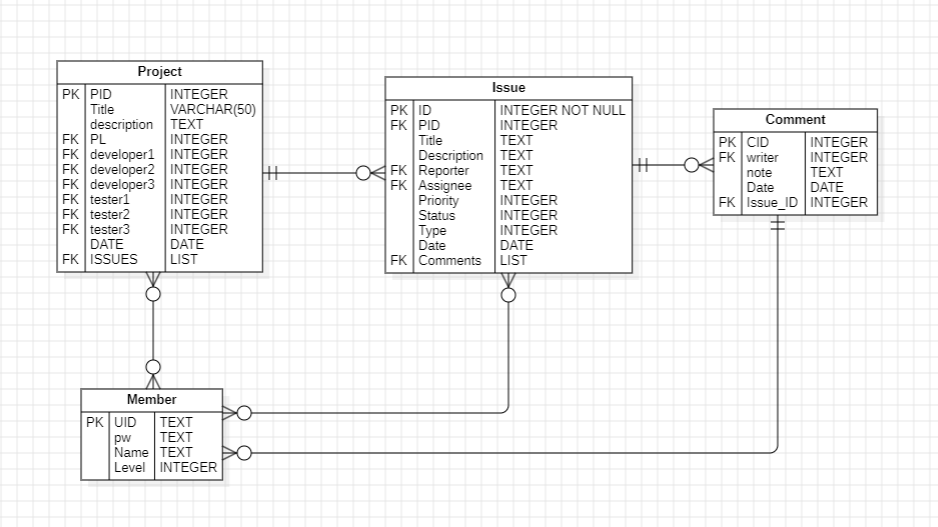 Project
PK PID INTEGER
Title VARCHAR(50)
description TEXT
FK PL INTEGER
FK developer1 INTEGER
FK developer2 INTEGER
FK developer3 INTEGER
FK tester1 INTEGER
FK tester2 INTEGER
FK tester3 INTEGER
DATE DATE
FK ISSUES LIST
Issue
PK ID INTEGER NOT NULL
FK PID INTEGER
Title TEXT
Description TEXT
FK Reporter TEXT
FK Assignee TEXT
Priority INTEGER
Status INTEGER
Type INTEGER
Date DATE
FK Comments LIST
Comment
PK CID INTEGER
FK writer INTEGER
note TEXT
Date DATE
FK Issue_ID INTEGER
Member
PK UID TEXT
pw TEXT
Name TEXT
Level INTEGER